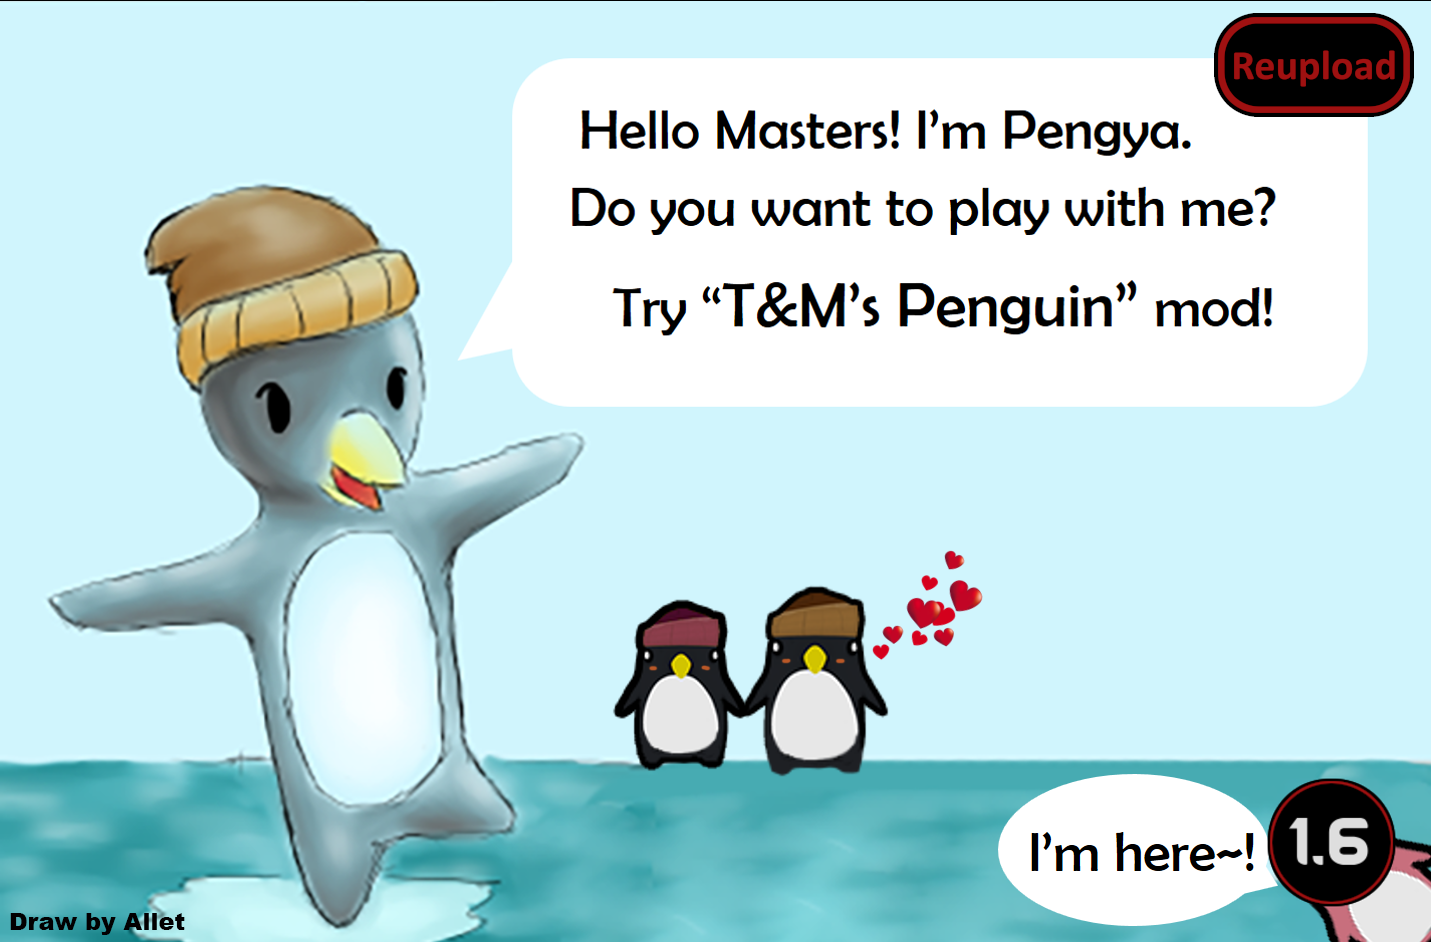 Reupload
Hello Masters! I'm Pengya.
Do you want to play with me?
Try “T&M’s Penguin” mod!
I’m here~!
1.6
Draw by Allet